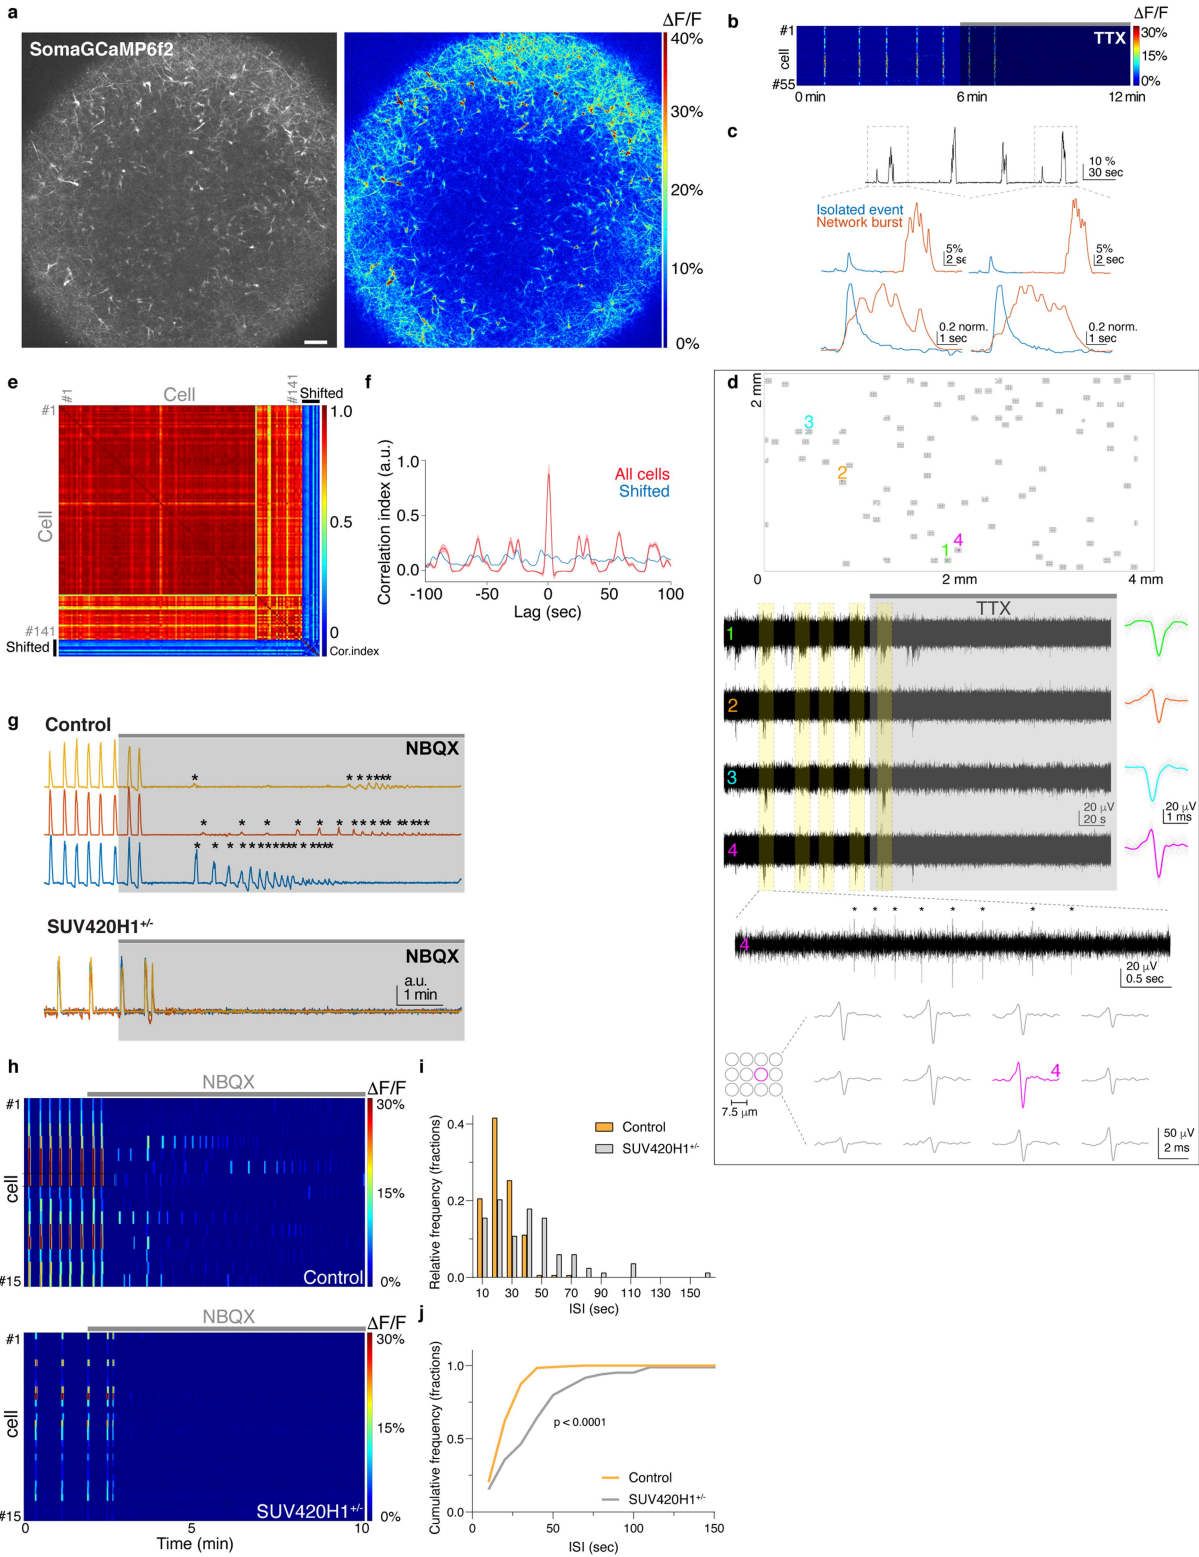 a
SomaGCaMP6f2
ΔF/F
40%
30%
20%
10%
0%
b
#1
cell
#55
TTX
ΔF/F
30%
15%
0%
0 min
6 min
12 min
c
10 %
30 sec
Isolated event
Network burst
5%
2 se
5%
2 sec
0.2 norm.
1 sec
0.2 norm.
1 sec
e
#1
Cell
#141
Shifted
#1
Cell
#141
Shifted
1.0
0.5
0
Cor.index
f
Correlation index (a.u.)
1.0
0.5
0.0
All cells
Shifted
-100
-50
0
50
100
Lag (sec)
d
2 mm
3
2
1
4
0
2 mm
4 mm
TTX
1
2
3
4
20 μV
20 s
20 μV
1 ms
* * * * * * * *
4
20 μV
0.5 sec
4
7.5 μm
50 μV
2 ms
g
Control
NBQX
SUV420H1+/-
NBQX
a.u.
1 min
h
NBQX
ΔF/F
#1
cell
#15
Control
30%
15%
0%
NBQX
ΔF/F
#1
cell
#15
SUV420H1+/-
30%
15%
0%
0
5
10
Time (min)
i
Relative frequency (fractions)
0.4
0.2
0.0
Control
SUV420H1+/-
10
30
50
70
90
110
130
150
ISI (sec)
j
Cumulative frequency (fractions)
1.0
0.5
0.0
p < 0.0001
Control
SUV420H1+/-
0
50
100
150
ISI (sec)